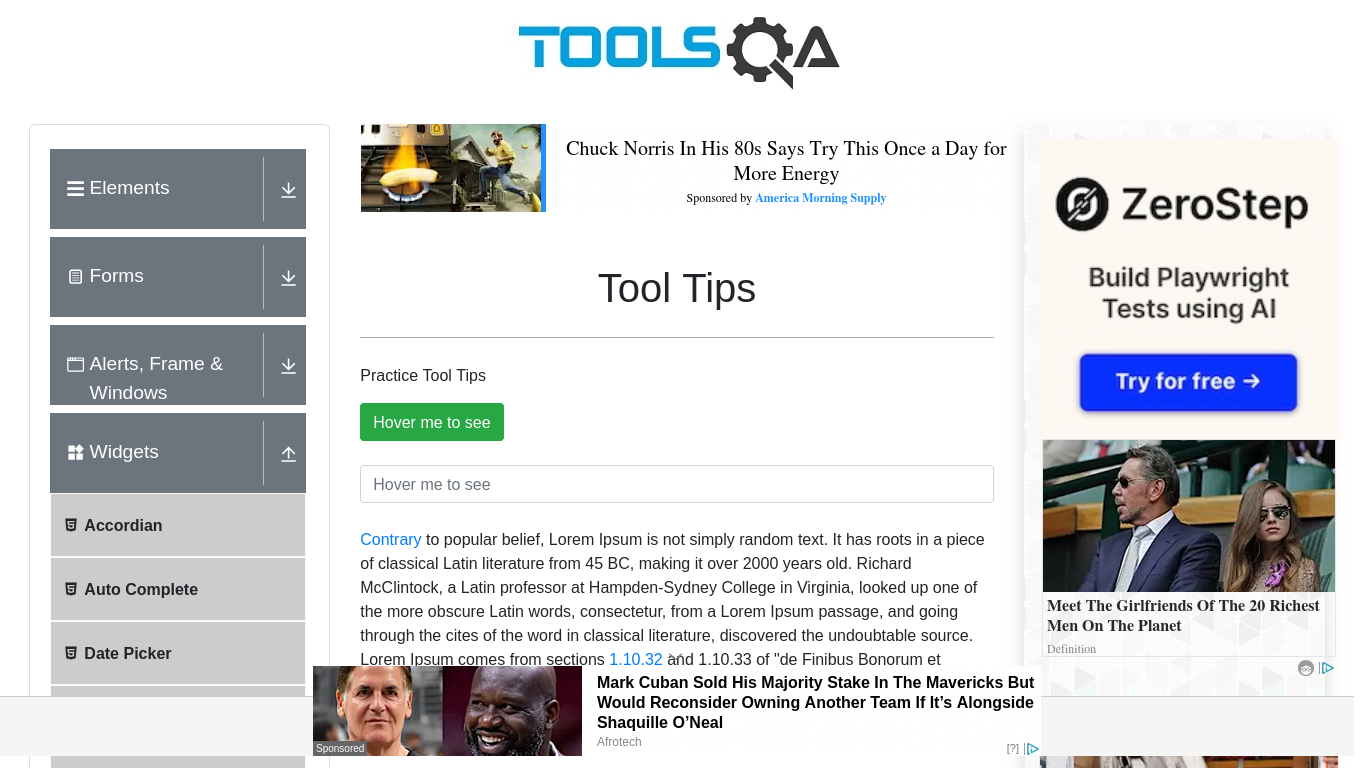 TOOLSQA
Elements
Forms
Alerts, Frame &
Windows
Widgets
Accordian
Auto Complete
Date Picker
Chuck Norris In His 80s Says Try This Once a Day for
More Energy
Sponsored by America Morning Supply
Tool Tips
Practice Tool Tips
Hover me to see
Hover me to see
Contrary to popular belief, Lorem Ipsum is not simply random text. It has roots in a piece
of classical Latin literature from 45 BC, making it over 2000 years old. Richard
McClintock, a Latin professor at Hampden-Sydney College in Virginia, looked up one of
the more obscure Latin words, consectetur, from a Lorem Ipsum passage, and going
through the cites of the word in classical literature, discovered the undoubtable source.
Lorem Ipsum comes from sections 1.10.32 and 1.10.33 of "de Finibus Bonorum et
ZeroStep
Build Playwright
Tests using AI
Try for free →
Meet The Girlfriends Of The 20 Richest
Men On The Planet
Definition
Sponsored
Mark Cuban Sold His Majority Stake In The Mavericks But
Would Reconsider Owning Another Team If It’s Alongside
Shaquille O’Neal
Afrotech
[?]